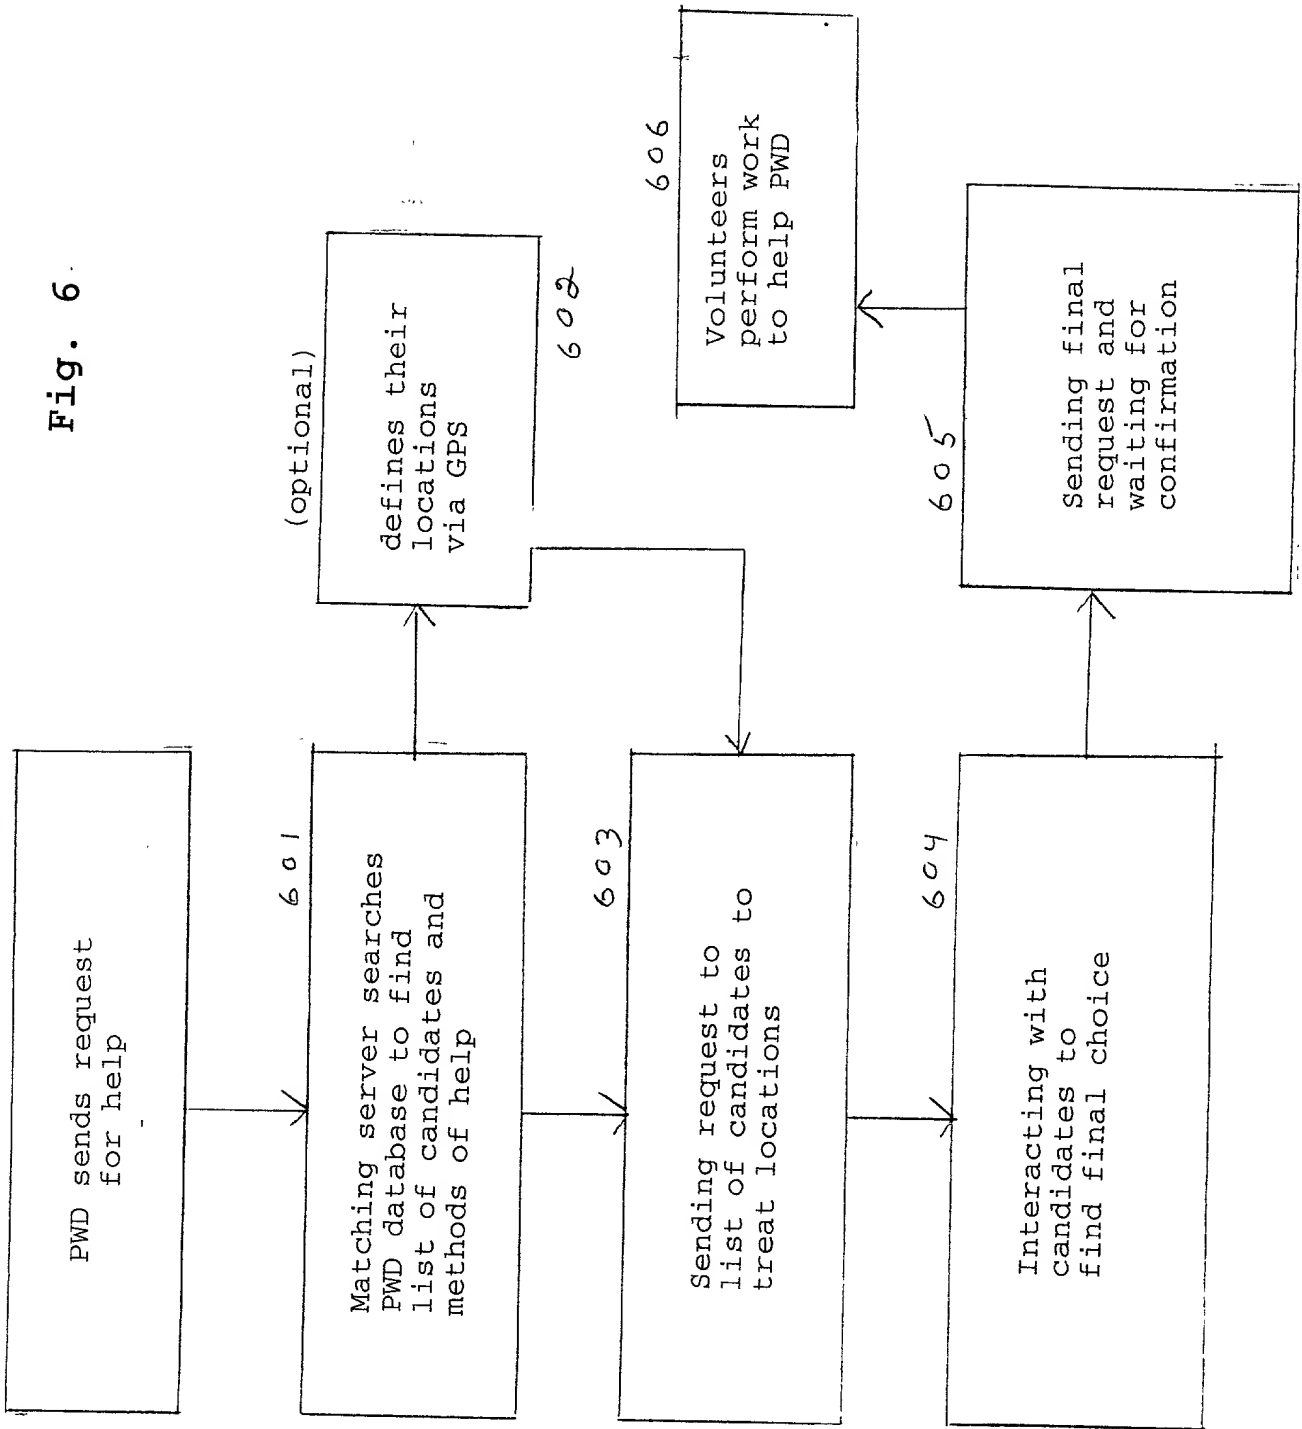 Fig. 6
PWD sends request
for help
601
Matching server searches
PWD database to find
list of candidates and
methods of help
(optional)
defines their
locations
via GPS
602
603
Sending request to
list of candidates to
treat locations
604
Interacting with
candidates to
find final choice
605
Sending final
request and
waiting for
confirmation
606
Volunteers
perform work
to help PWD